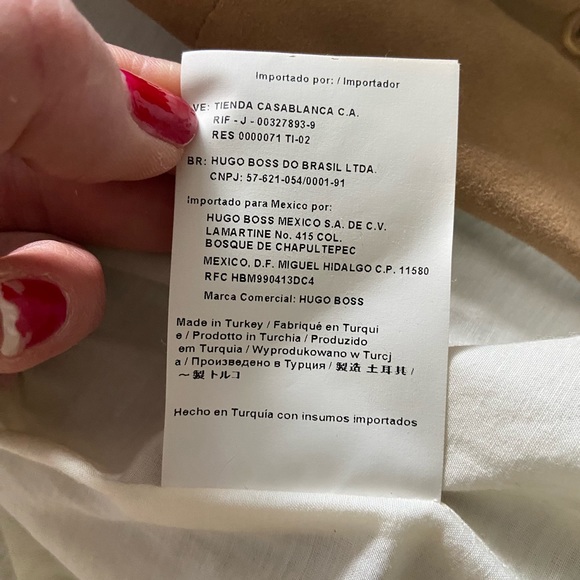 Importado por: / Importador
VE: TIENDA CASABLANCA C.A.
RIF - J - 00327893-9
RES 0000071 TI-02
BR: HUGO BOSS DO BRASIL LTDA.
CNPJ: 57-621-054/0001-91
Importado para Mexico por:
HUGO BOSS MEXICO S.A. DE C.V.
LAMARTINE No. 415 COL.
BOSQUE DE CHAPULTEPEC
MEXICO, D.F. MIGUEL HIDALGO C.P. 11580
RFC HBM990413DC4
Marca Comercial: HUGO BOSS
Made in Turkey / Fabriqué en Turqui
e / Prodotto in Turchia / Produzido
em Turquia / Wyprodukowano w Turcj
a / Произведено в Турция / 製造 土耳其 /
～製 トルコ
Hecho en Turquía con insumos importados